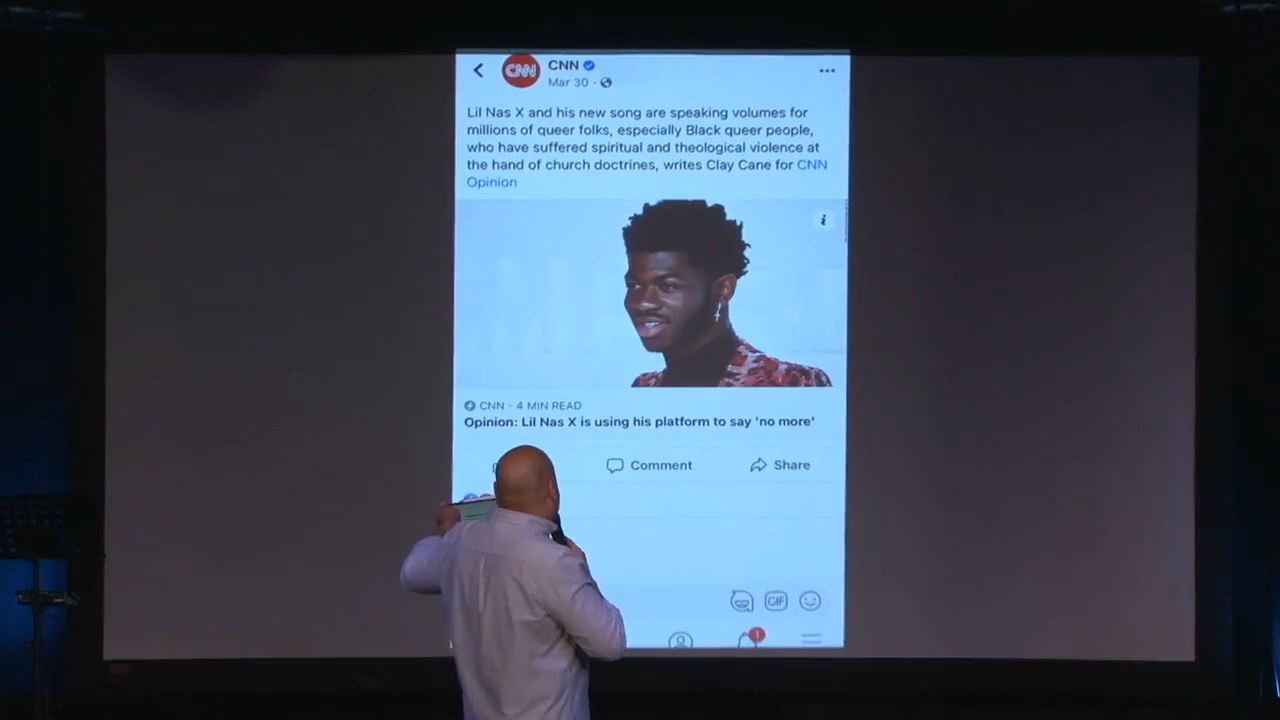 CNN
CNN
Mar 30 ·
Lil Nas X and his new song are speaking volumes for
millions of queer folks, especially Black queer people,
who have suffered spiritual and theological violence at
the hand of church doctrines, writes Clay Cane for CNN
Opinion
i
CNN · 4 MIN READ
Opinion: Lil Nas X is using his platform to say 'no more'
Comment
Share
GIF
1